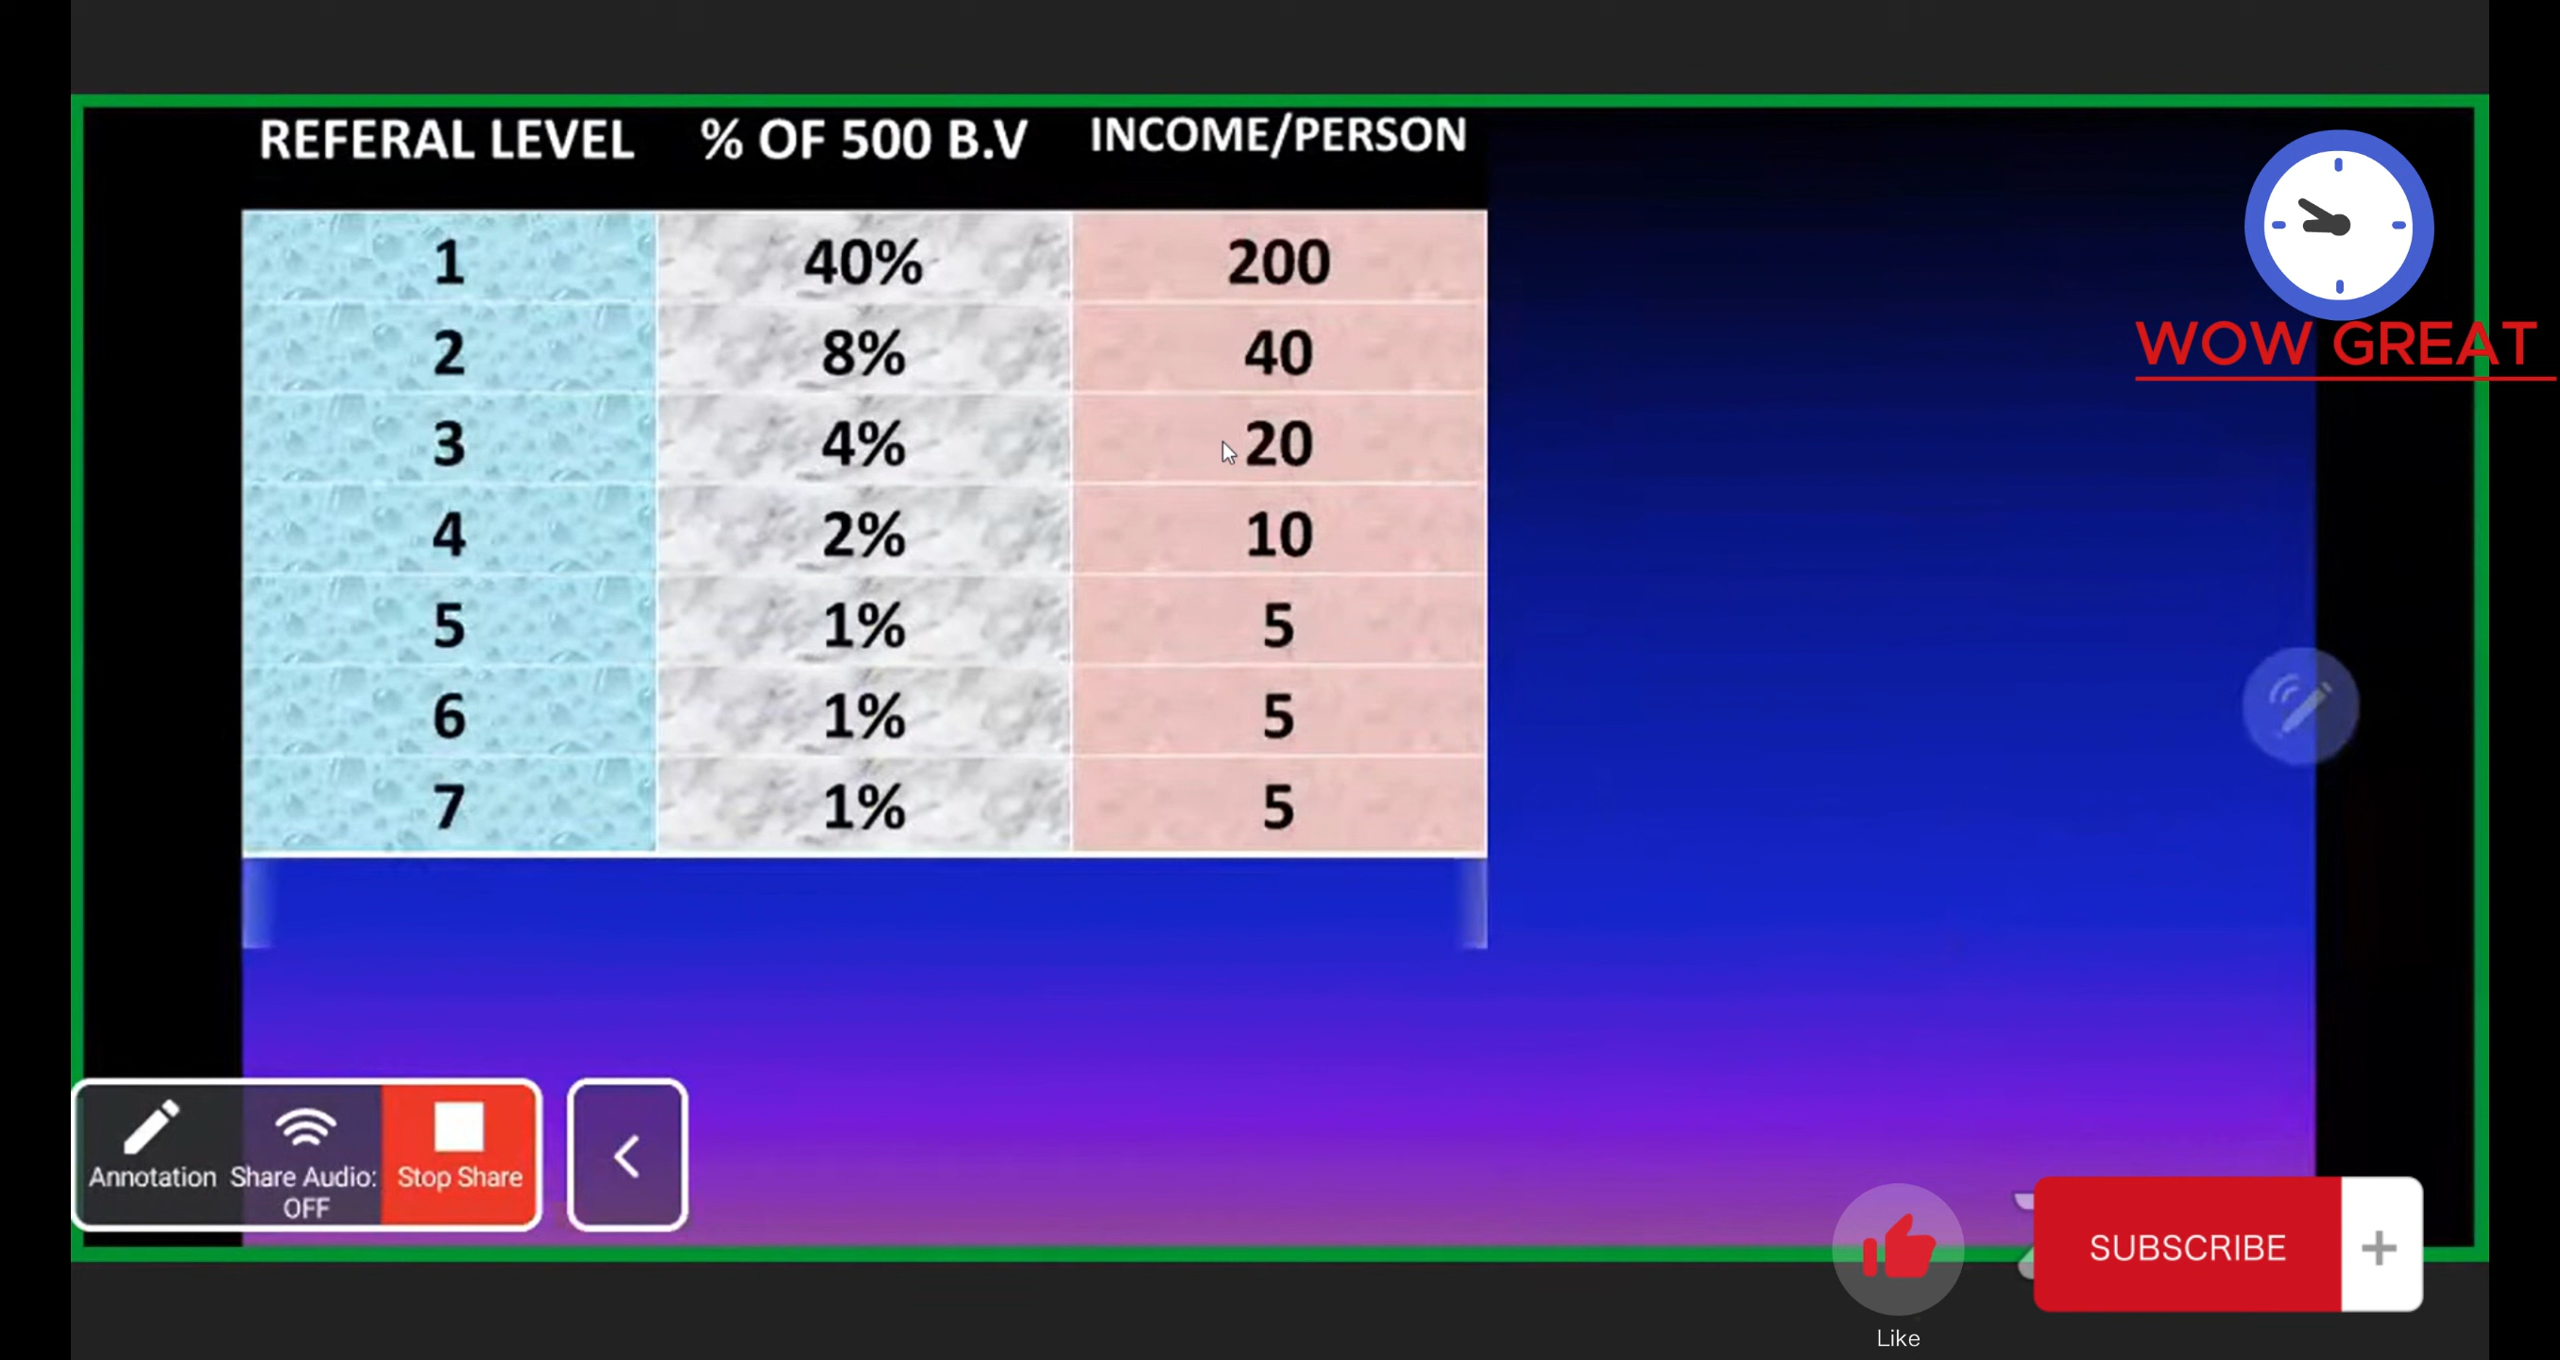 REFERAL LEVEL % OF 500 B.V INCOME/PERSON
1 40% 200
2 8% 40
3 4% 20
4 2% 10
5 1% 5
6 1% 5
7 1% 5
WOW GREAT
Annotation Share Audio: OFF Stop Share
SUBSCRIBE
Like